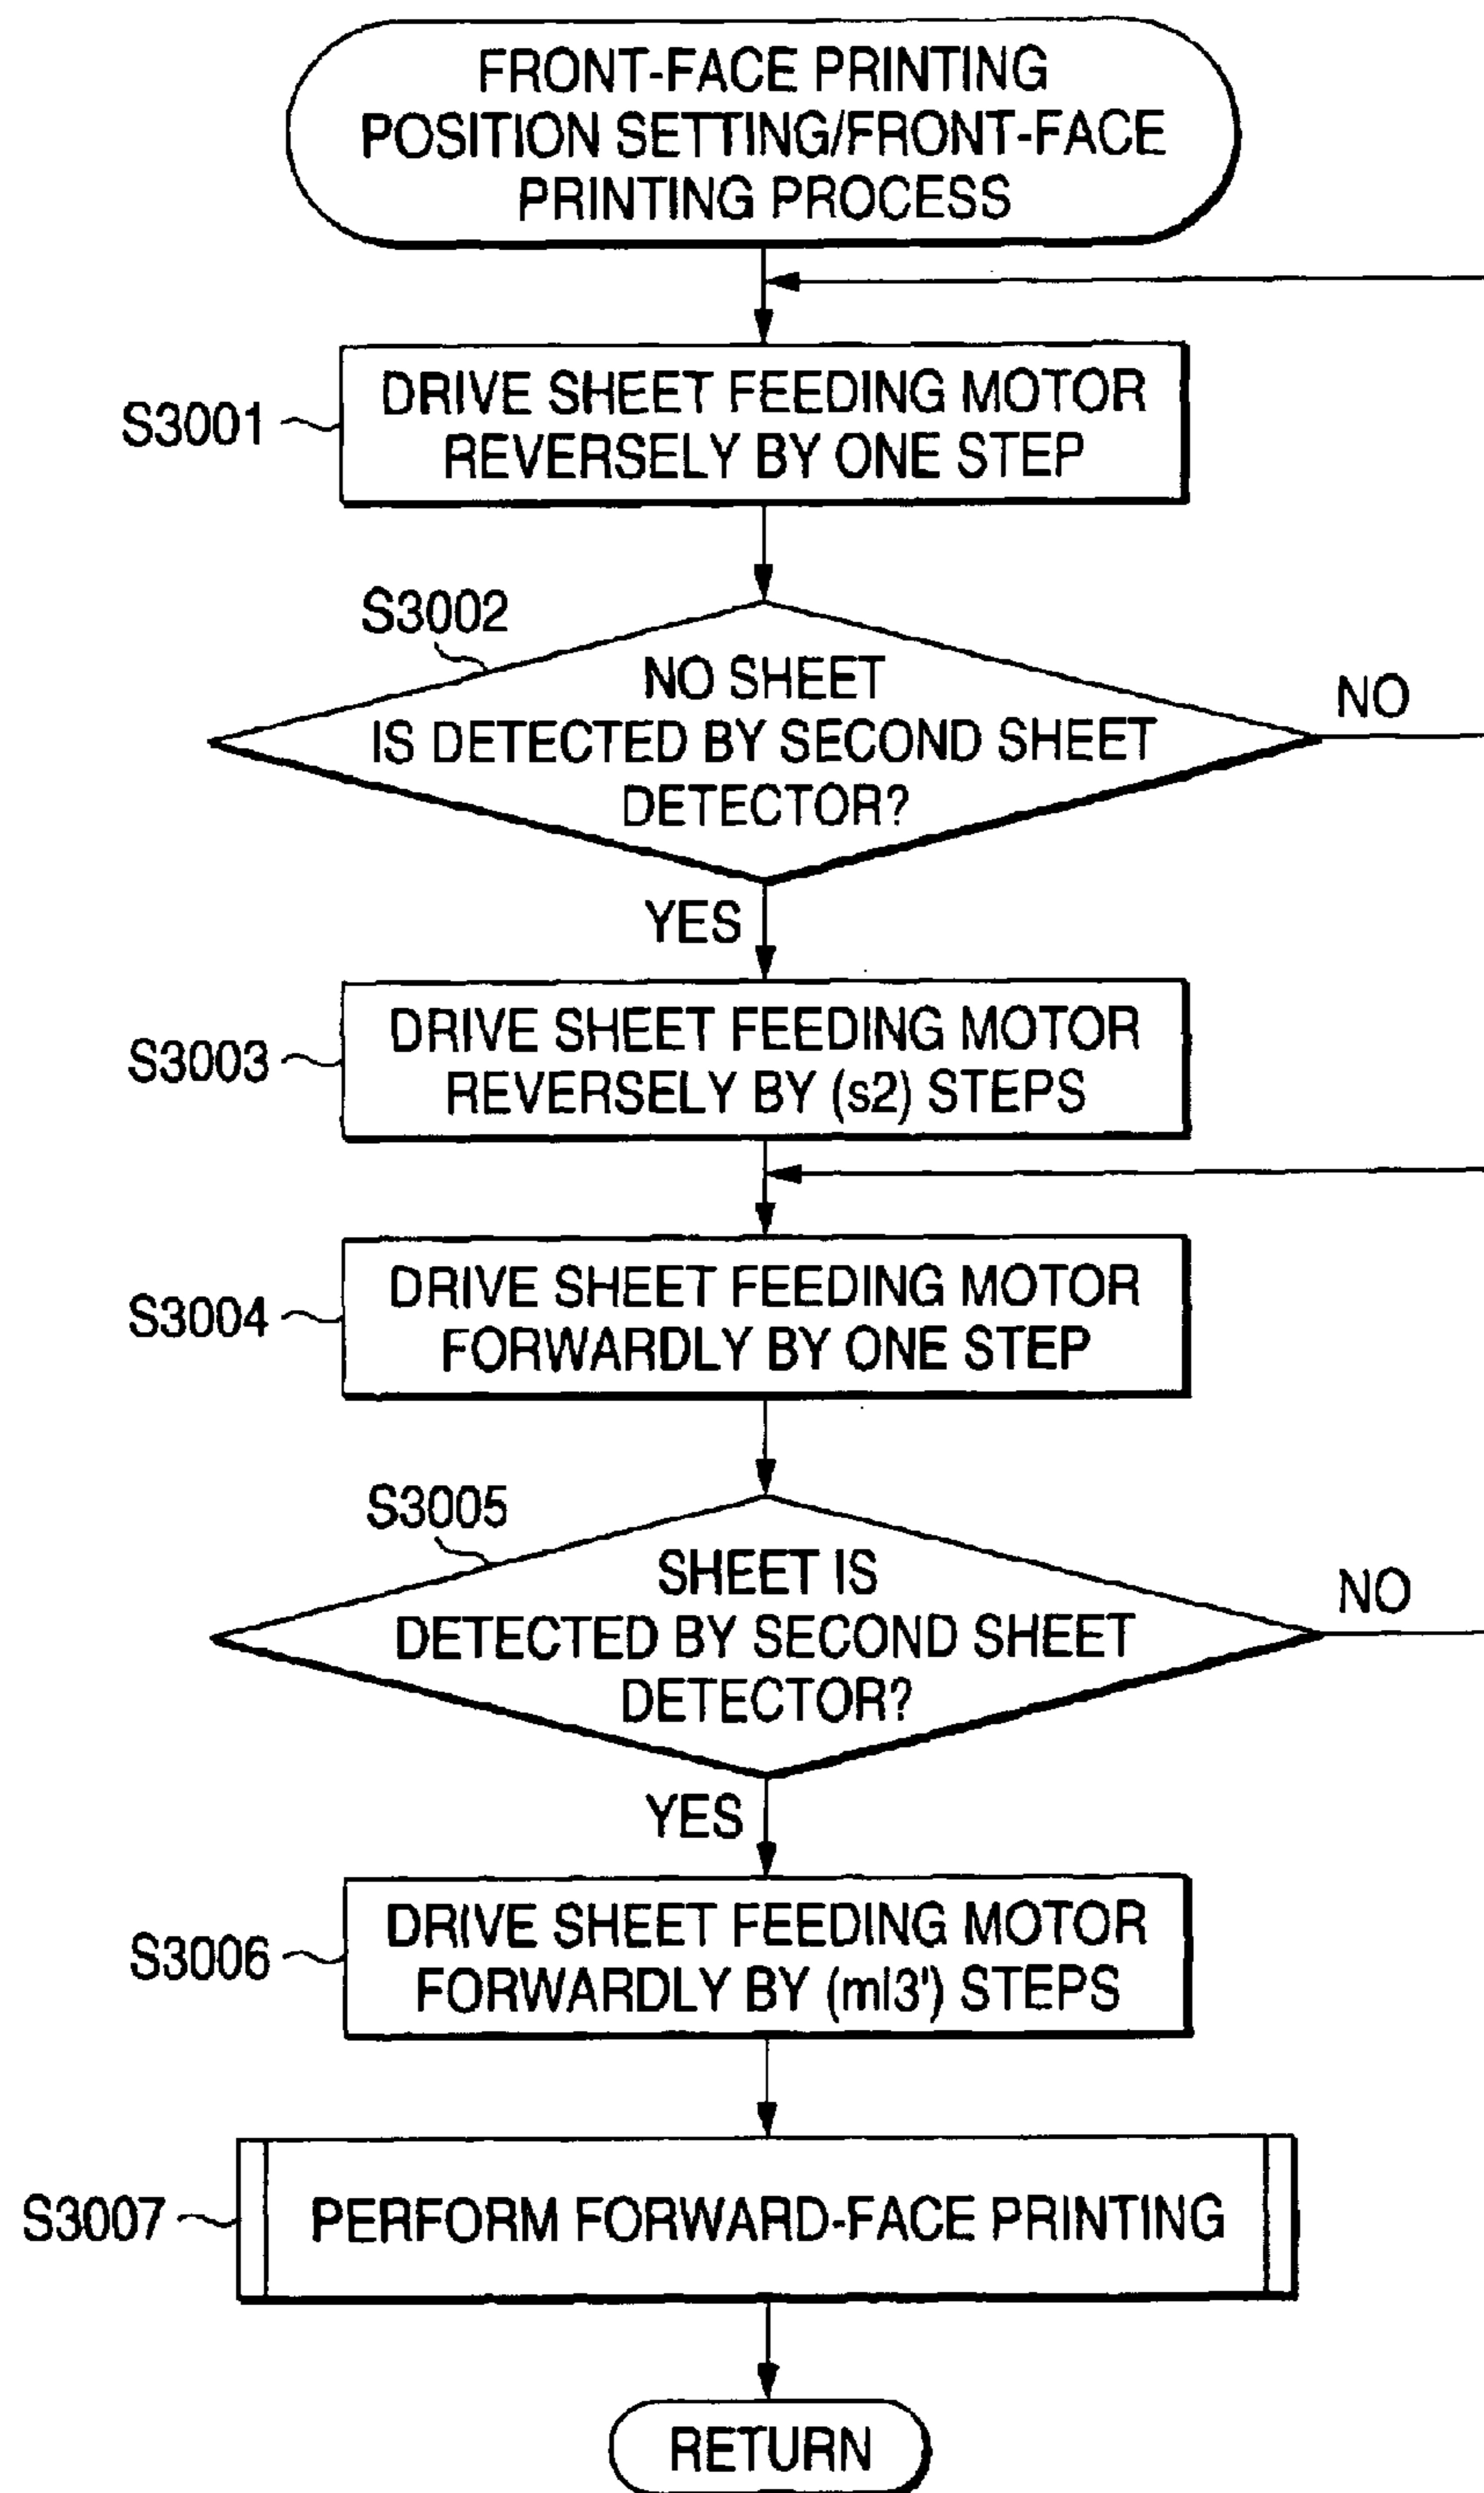 FRONT-FACE PRINTING
POSITION SETTING/FRONT-FACE
PRINTING PROCESS
S3001
DRIVE SHEET FEEDING MOTOR
REVERSELY BY ONE STEP
S3002
NO SHEET
IS DETECTED BY SECOND SHEET
DETECTOR?
NO
YES
S3003
DRIVE SHEET FEEDING MOTOR
REVERSELY BY (s2) STEPS
S3004
DRIVE SHEET FEEDING MOTOR
FORWARDLY BY ONE STEP
S3005
SHEET IS
DETECTED BY SECOND SHEET
DETECTOR?
NO
YES
S3006
DRIVE SHEET FEEDING MOTOR
FORWARDLY BY (ml3') STEPS
S3007
PERFORM FORWARD-FACE PRINTING
RETURN